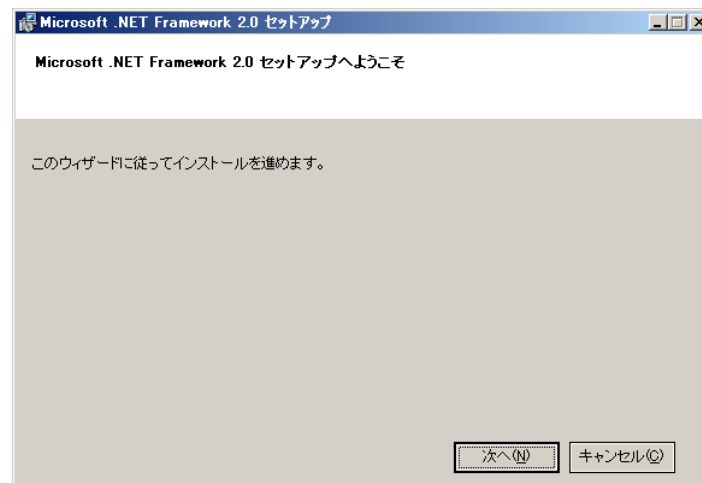 Microsoft .NET Framework 2.0 セットアップ
Microsoft .NET Framework 2.0 セットアップへようこそ
このウィザードに従ってインストールを進めます。
次へ(N)
キャンセル(C)